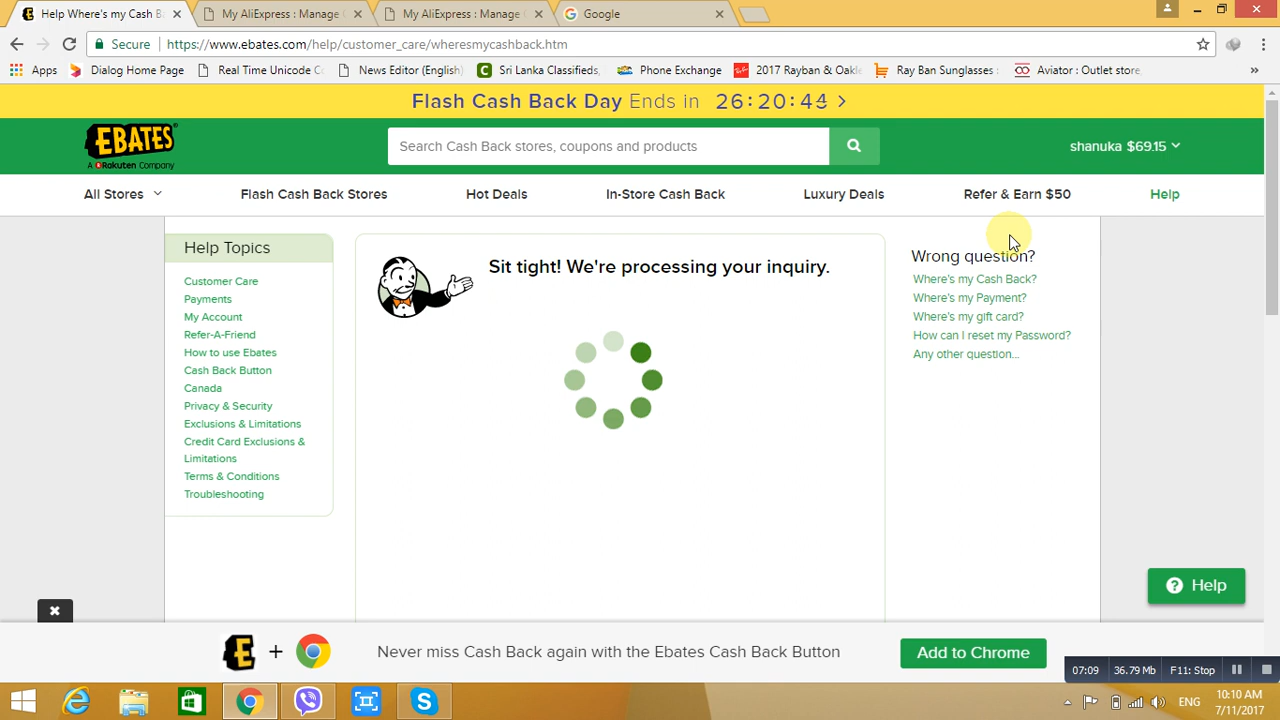 Help Where's my Cash B
My AliExpress : Manage
My AliExpress : Manage
Google
Secure
https://www.ebates.com/help/customer_care/wheresmycashback.htm
Apps
Dialog Home Page
Real Time Unicode C
News Editor (English)
Sri Lanka Classifieds,
Phone Exchange
2017 Rayban & Oakle
Ray Ban Sunglasses :
Aviator : Outlet store,
Flash Cash Back Day Ends in 26:20:44 >
EBATES
A Rakuten Company
Search Cash Back stores, coupons and products
shanuka $69.15
All Stores
Flash Cash Back Stores
Hot Deals
In-Store Cash Back
Luxury Deals
Refer & Earn $50
Help
Help Topics
Customer Care
Payments
My Account
Refer-A-Friend
How to use Ebates
Cash Back Button
Canada
Privacy & Security
Exclusions & Limitations
Credit Card Exclusions &
Limitations
Terms & Conditions
Troubleshooting
Sit tight! We're processing your inquiry.
Wrong question?
Where's my Cash Back?
Where's my Payment?
Where's my gift card?
How can I reset my Password?
Any other question...
Help
E + 
Never miss Cash Back again with the Ebates Cash Back Button
Add to Chrome
07:09
36.79 Mb
F11: Stop
ENG
10:10 AM
7/11/2017